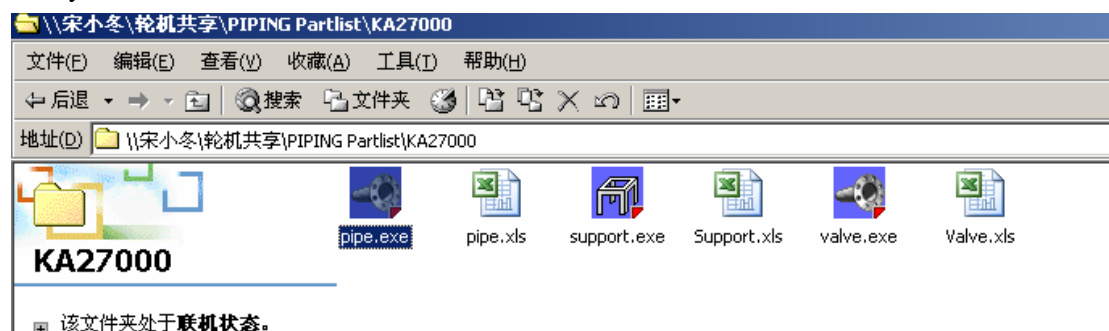 \\宋小冬\轮机共享\PIPING Partlist\KA27000
文件(F) 编辑(E) 查看(V) 收藏(A) 工具(T) 帮助(H)
后退 搜索 文件夹
地址(D) \\宋小冬\轮机共享\PIPING Partlist\KA27000
pipe.exe pipe.xls support.exe Support.xls valve.exe Valve.xls
KA27000
该文件夹处于联机状态。